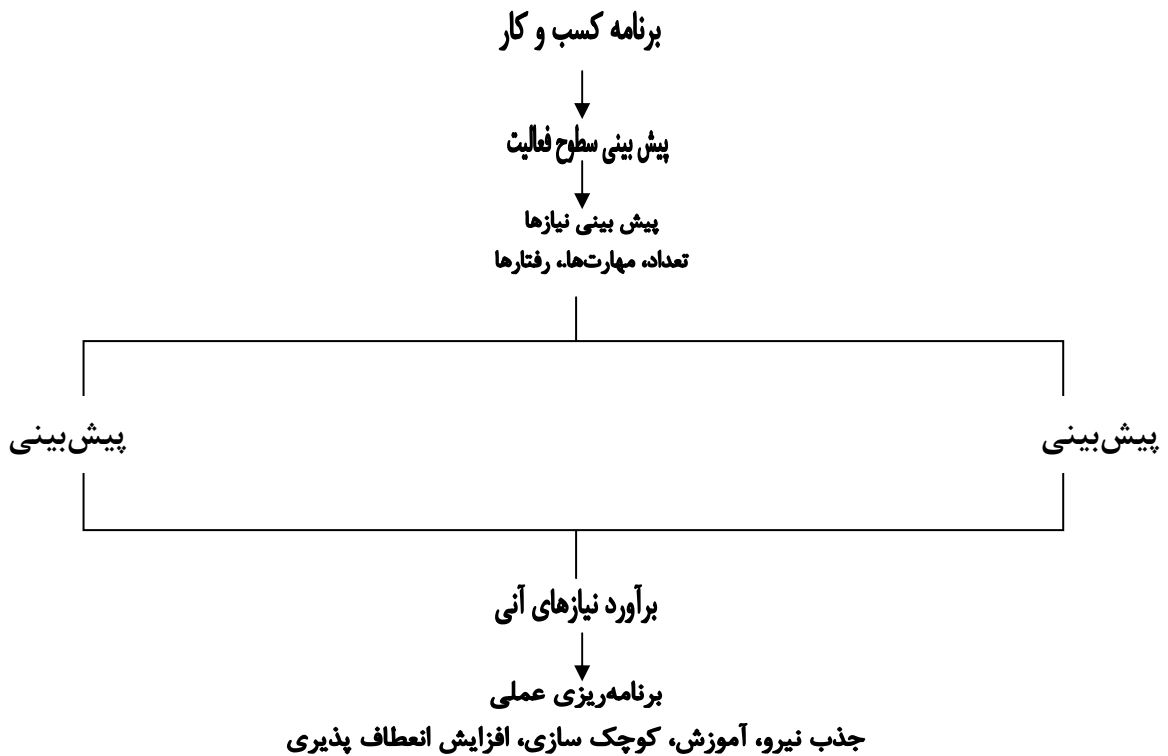 برنامه کسب و کار
پیش بینی سطوح فعالیت
پیش بینی نیازها
تعداد، مهارت‌ها، رفتارها
پیش‌بینی
پیش‌بینی
برآورد نیازهای آنی
برنامه‌ریزی عملی
جذب نیرو، آموزش، کوچک سازی، افزایش انعطاف پذیری